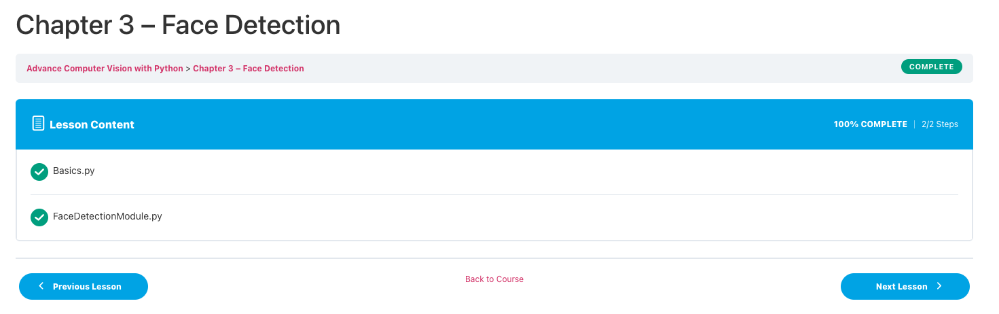 Chapter 3 – Face Detection
Advance Computer Vision with Python > Chapter 3 – Face Detection
COMPLETE
Lesson Content
100% COMPLETE | 2/2 Steps
Basics.py
FaceDetectionModule.py
Previous Lesson
Back to Course
Next Lesson